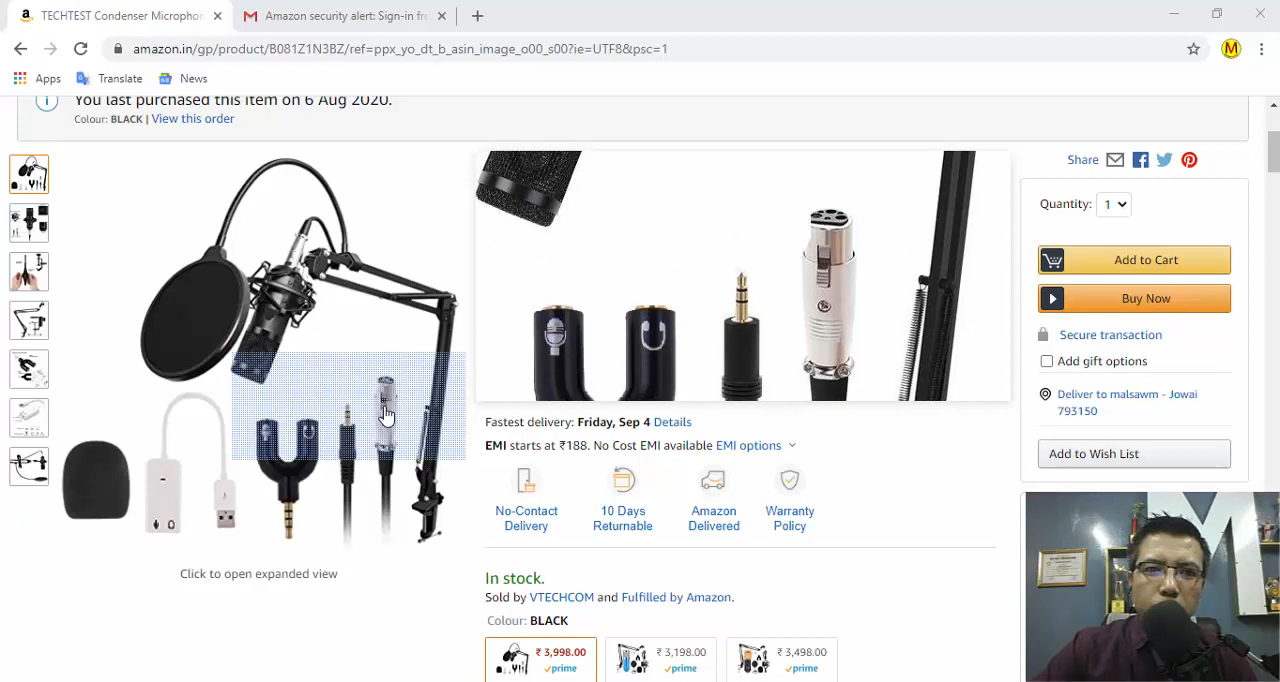 TECHTEST Condenser Microphon
Amazon security alert: Sign-in fr
amazon.in/gp/product/B081Z1N3BZ/ref=ppx_yo_dt_b_asin_image_o00_s00?ie=UTF8&psc=1
M
Apps Translate News
You last purchased this item on 6 Aug 2020.
Colour: BLACK | View this order
Share
Quantity: 1
Add to Cart
Buy Now
Secure transaction
Add gift options
Deliver to malsawm - Jowai
793150
Add to Wish List
Fastest delivery: Friday, Sep 4 Details
EMI starts at ₹188. No Cost EMI available EMI options
No-Contact
Delivery
10 Days
Returnable
Amazon
Delivered
Warranty
Policy
Click to open expanded view
In stock.
Sold by VTECHCOM and Fulfilled by Amazon.
Colour: BLACK
₹ 3,998.00
prime
₹ 3,198.00
prime
₹ 3,498.00
prime